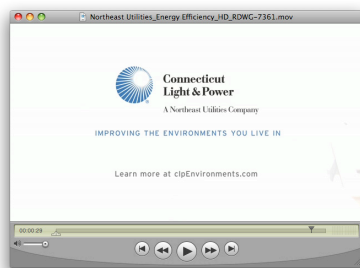 Northeast Utilities_Energy Efficiency_HD_RDWG-7361.mov
Connecticut
Light & Power
A Northeast Utilities Company
IMPROVING THE ENVIRONMENTS YOU LIVE IN
Learn more at clpEnvironments.com
00:00:29